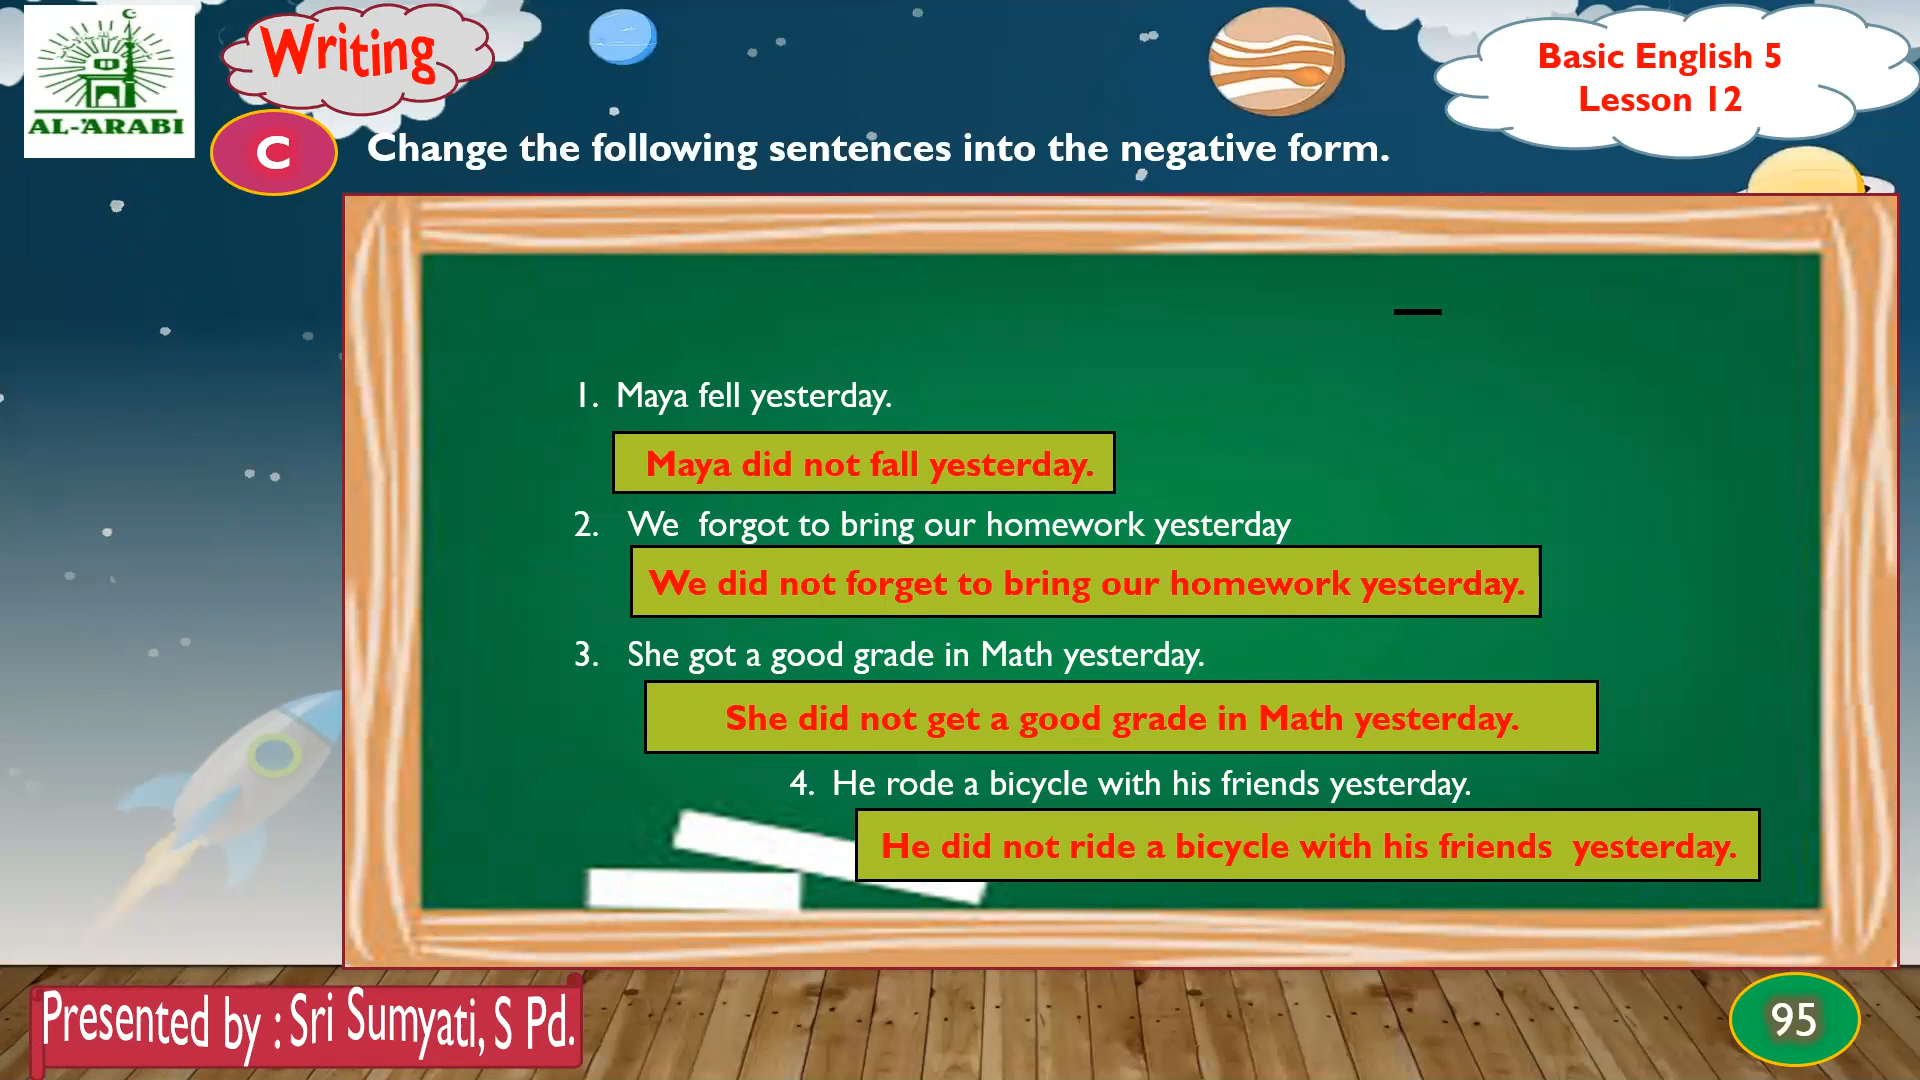 AL-'ARABI
Writing
Basic English 5
Lesson 12
C
Change the following sentences into the negative form.
1. Maya fell yesterday.
Maya did not fall yesterday.
2. We forgot to bring our homework yesterday
We did not forget to bring our homework yesterday.
3. She got a good grade in Math yesterday.
She did not get a good grade in Math yesterday.
4. He rode a bicycle with his friends yesterday.
He did not ride a bicycle with his friends yesterday.
Presented by : Sri Sumyati, S Pd.
95